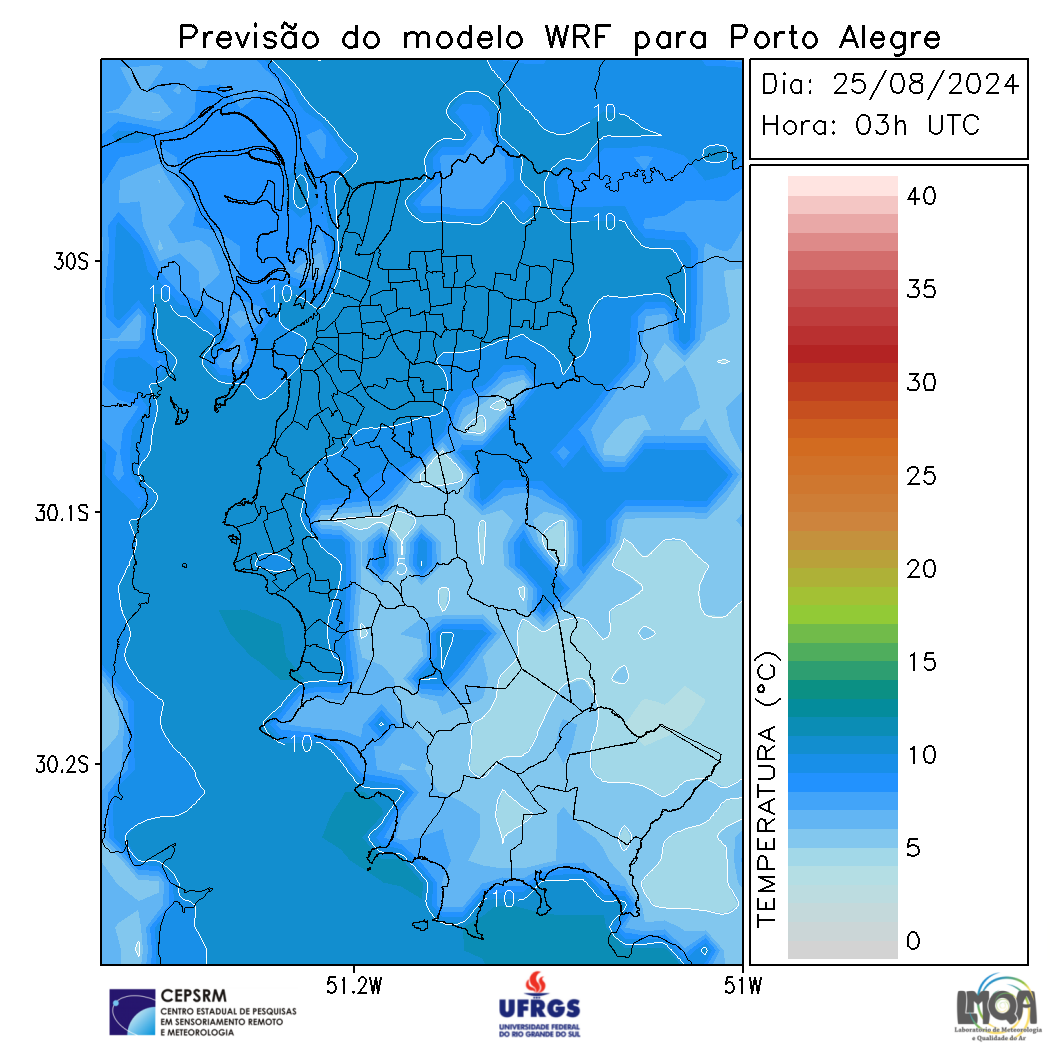 Previsão do modelo WRF para Porto Alegre
Dia: 25/08/2024
Hora: 03h UTC
TEMPERATURA (°C)
40
35
30
25
20
15
10
5
0
30S
30.1S
30.2S
51.2W
51W
10
10
10
10
5
10
10
CEPSRM
CENTRO ESTADUAL DE PESQUISAS
EM SENSORIAMENTO REMOTO
E METEOROLOGIA
UFRGS
UNIVERSIDADE FEDERAL
DO RIO GRANDE DO SUL
LMQA
Laboratório de Meteorologia
e Qualidade do Ar